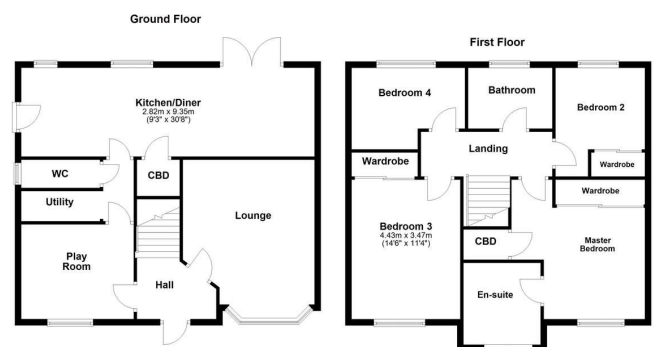 Ground Floor
Kitchen/Diner
2.82m x 9.35m
(9'3" x 30'8")
WC
CBD
Utility
Lounge
Play
Room
Hall
First Floor
Bedroom 4
Bathroom
Bedroom 2
Landing
Wardrobe
Wardrobe
Wardrobe
Bedroom 3
4.43m x 3.47m
(14'6" x 11'4")
CBD
Master
Bedroom
En-suite